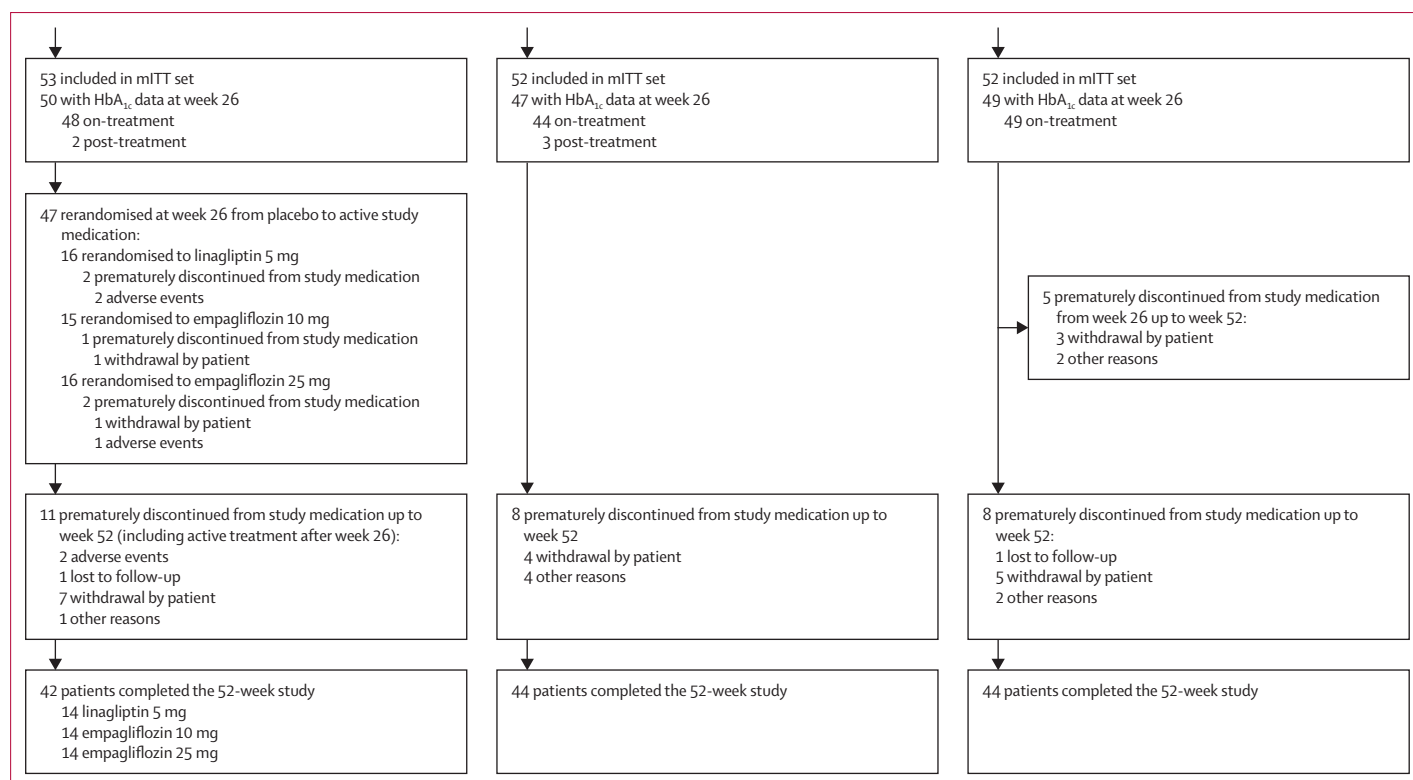 53 included in mITT set
50 with HbA1c data at week 26
48 on-treatment
2 post-treatment
52 included in mITT set
47 with HbA1c data at week 26
44 on-treatment
3 post-treatment
52 included in mITT set
49 with HbA1c data at week 26
49 on-treatment
47 rerandomised at week 26 from placebo to active study
medication:
16 rerandomised to linagliptin 5 mg
2 prematurely discontinued from study medication
2 adverse events
15 rerandomised to empagliflozin 10 mg
1 prematurely discontinued from study medication
1 withdrawal by patient
16 rerandomised to empagliflozin 25 mg
2 prematurely discontinued from study medication
1 withdrawal by patient
1 adverse events
5 prematurely discontinued from study medication
from week 26 up to week 52:
3 withdrawal by patient
2 other reasons
11 prematurely discontinued from study medication up to
week 52 (including active treatment after week 26):
2 adverse events
1 lost to follow-up
7 withdrawal by patient
1 other reasons
8 prematurely discontinued from study medication up to
week 52
4 withdrawal by patient
4 other reasons
8 prematurely discontinued from study medication up to
week 52:
1 lost to follow-up
5 withdrawal by patient
2 other reasons
42 patients completed the 52-week study
14 linagliptin 5 mg
14 empagliflozin 10 mg
14 empagliflozin 25 mg
44 patients completed the 52-week study
44 patients completed the 52-week study